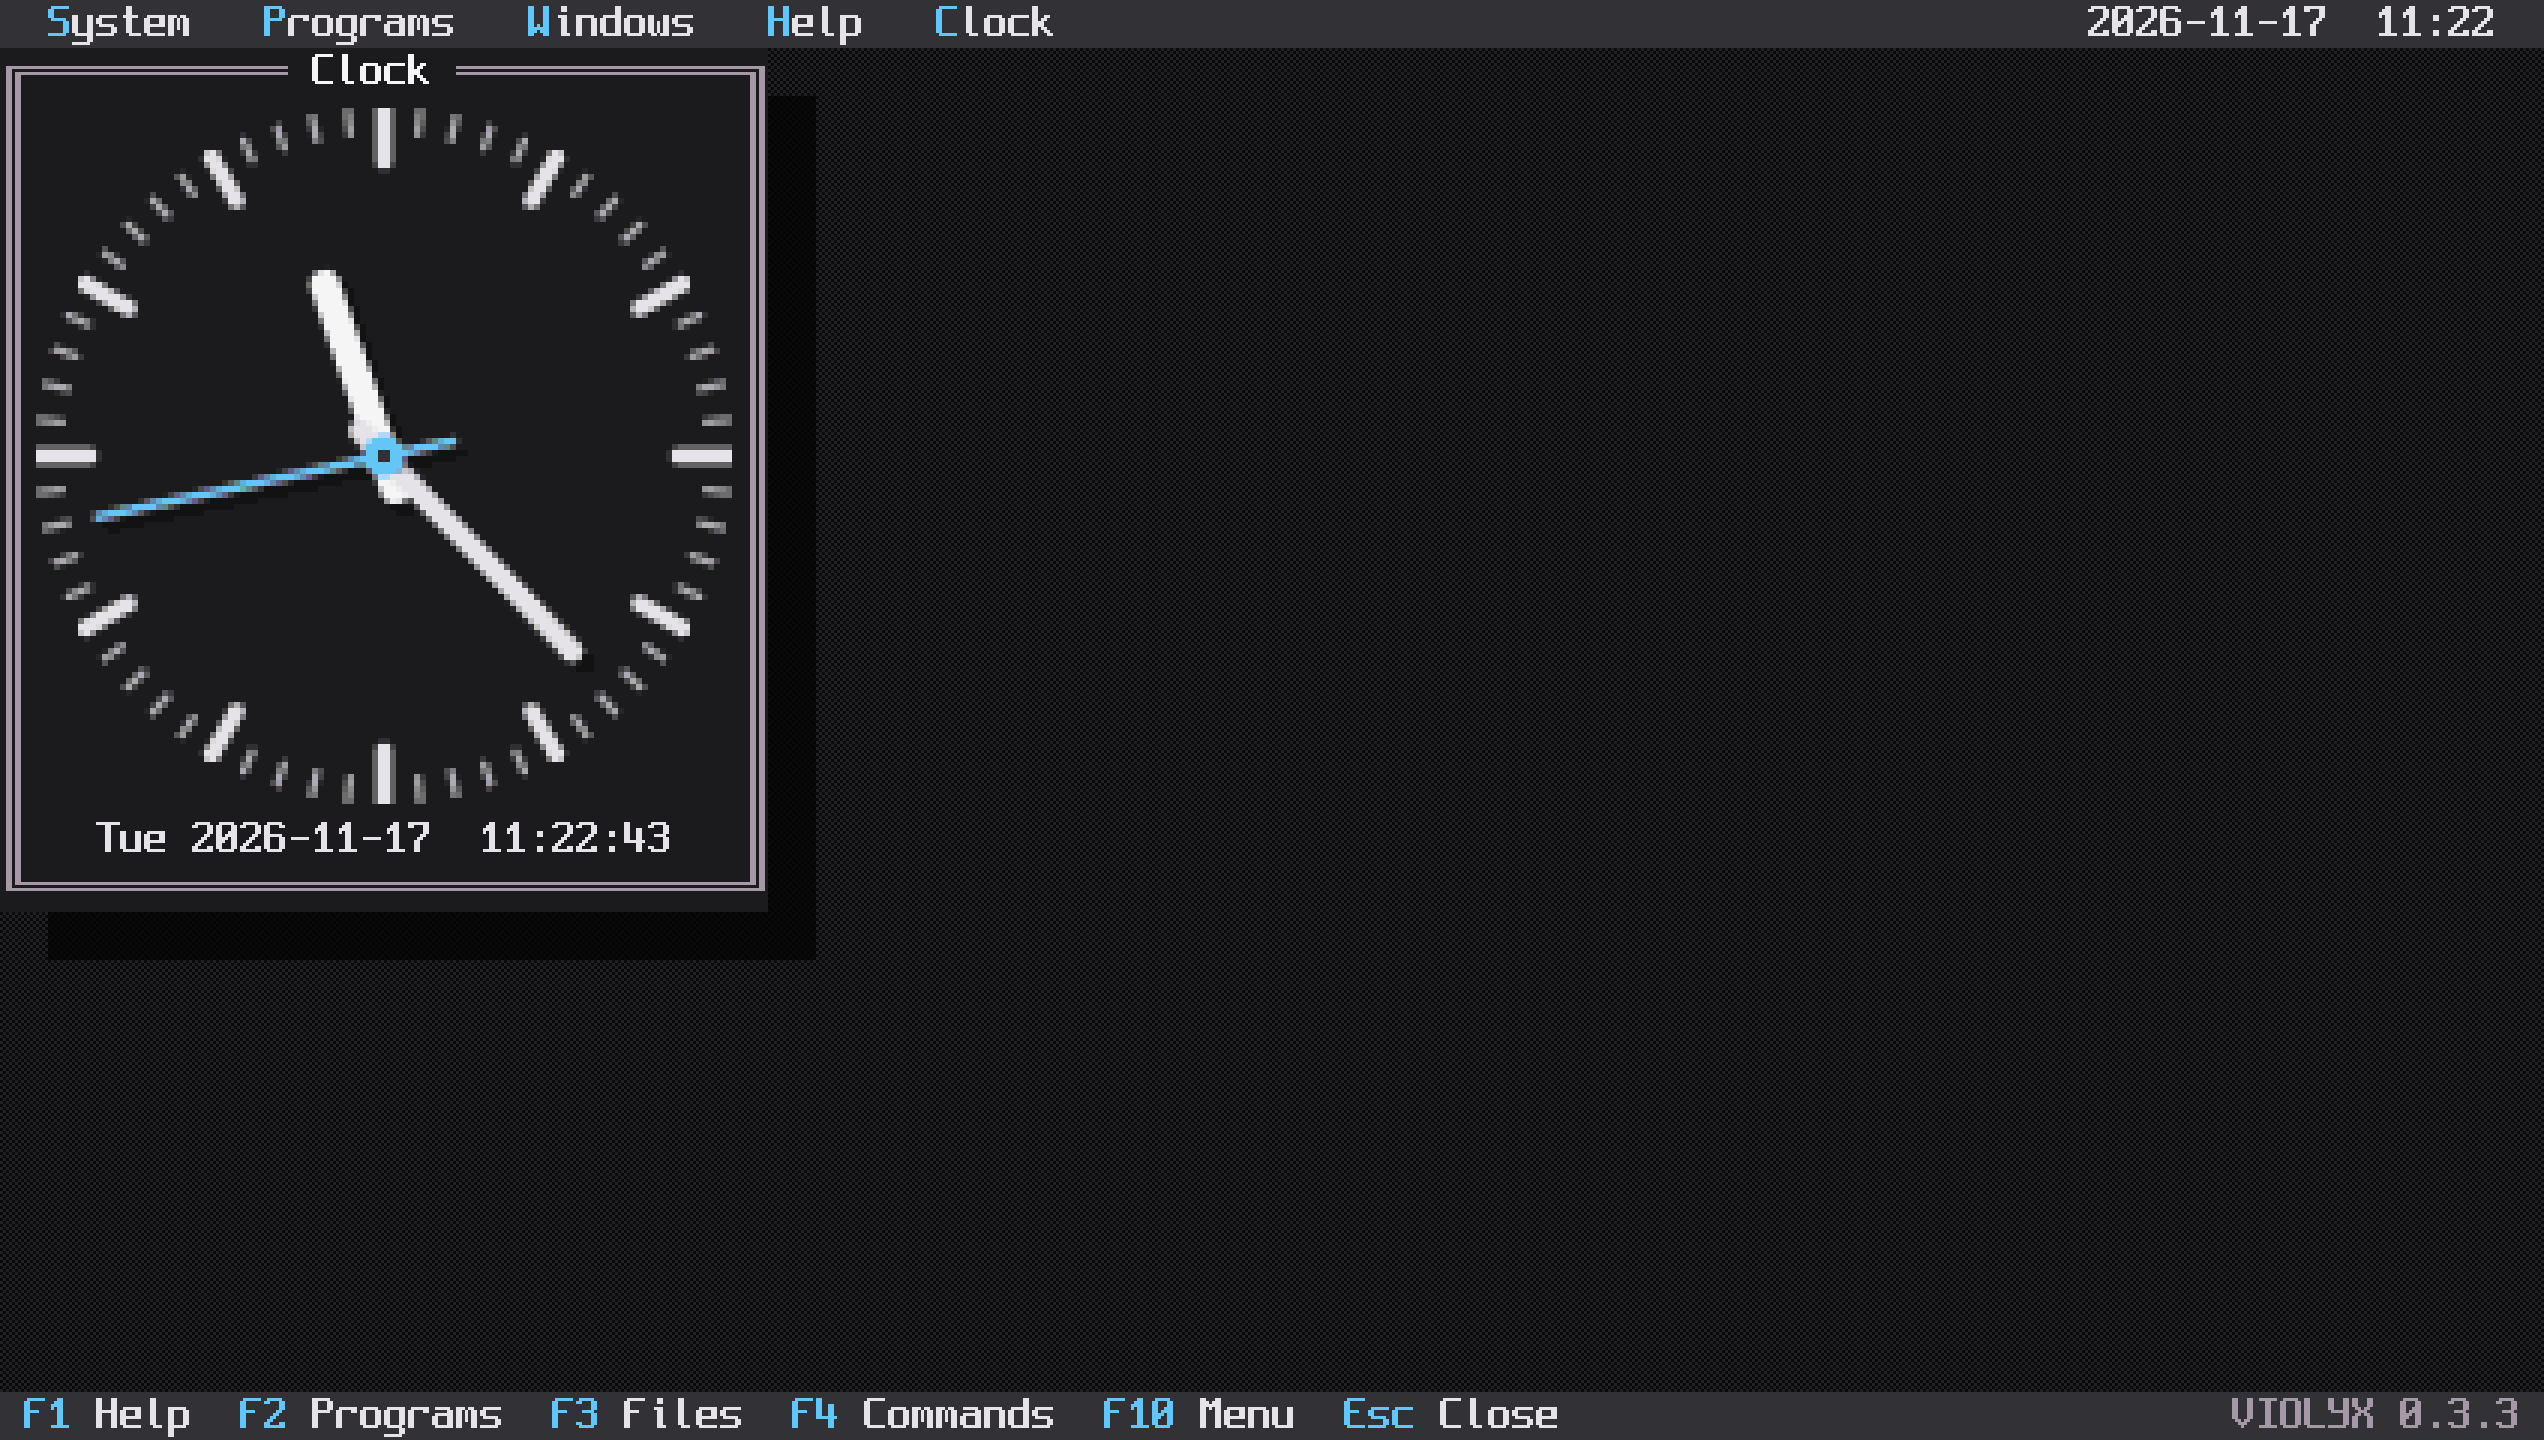 System Programs Windows Help Clock 2026-11-17 11:22
Clock
Tue 2026-11-17 11:22:43
F1 Help F2 Programs F3 Files F4 Commands F10 Menu Esc Close VIOLYX 0.3.3